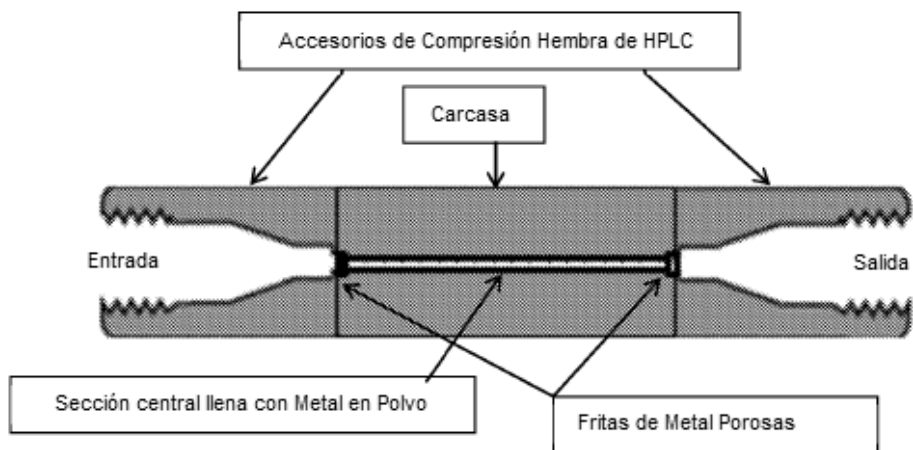 Accesorios de Compresión Hembra de HPLC
Carcasa
Entrada
Salida
Sección central llena con Metal en Polvo
Fritas de Metal Porosas